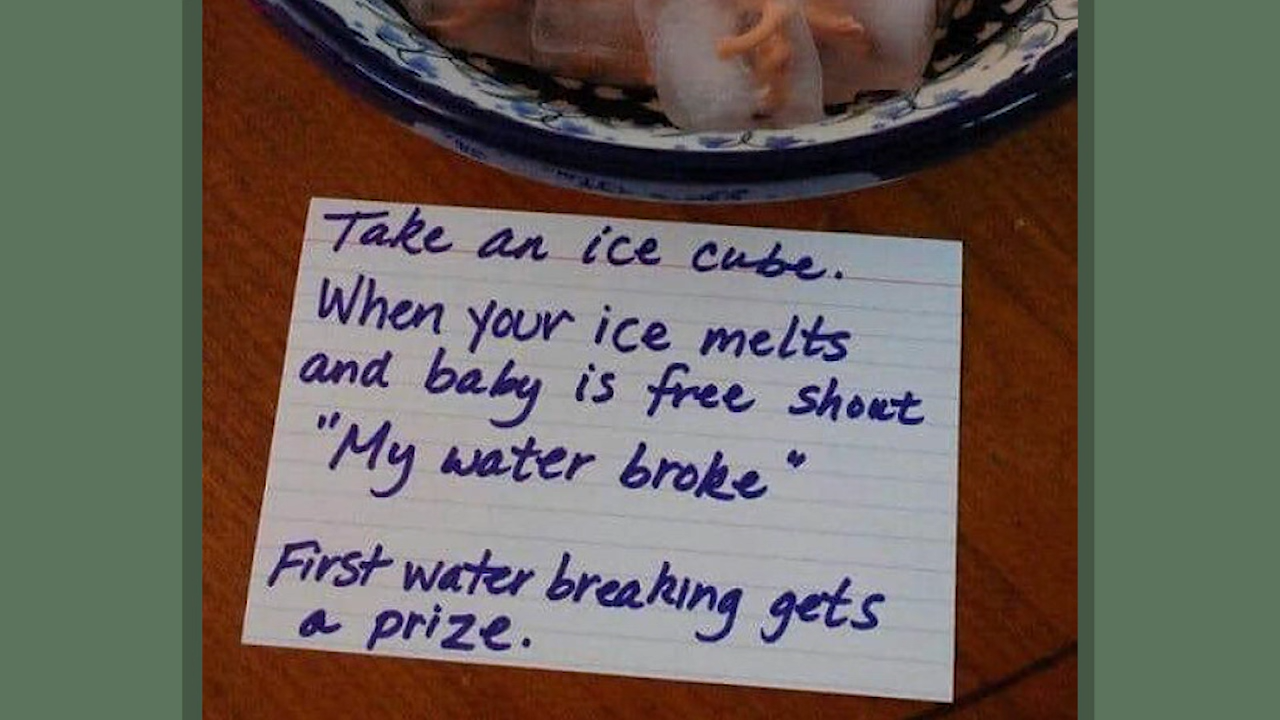 Take an ice cube.
When your ice melts
and baby is free shout
"My water broke"
First water breaking gets
a prize.